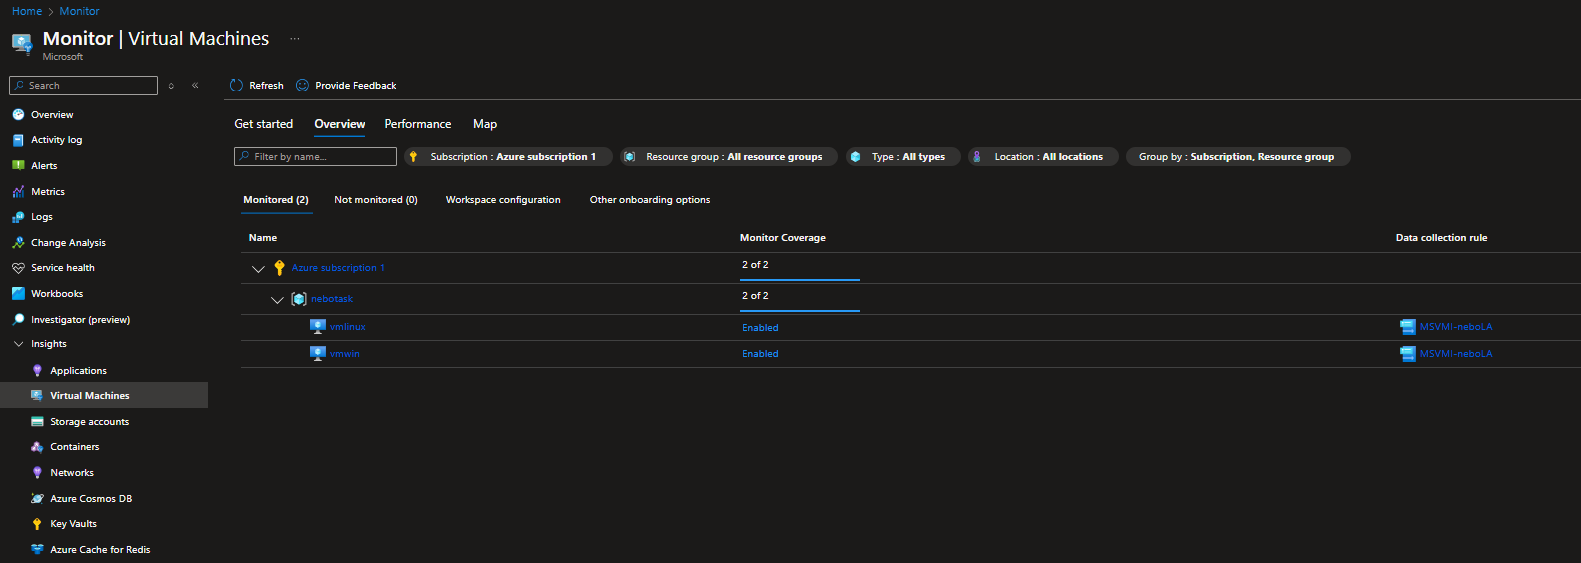 Home > Monitor
Monitor | Virtual Machines ...
Microsoft
Search
«
Refresh
Provide Feedback
Overview
Activity log
Alerts
Metrics
Logs
Change Analysis
Service health
Workbooks
Investigator (preview)
Insights
Applications
Virtual Machines
Storage accounts
Containers
Networks
Azure Cosmos DB
Key Vaults
Azure Cache for Redis
Get started Overview Performance Map
Filter by name... Subscription : Azure subscription 1 Resource group : All resource groups Type : All types Location : All locations Group by : Subscription, Resource group
Monitored (2) Not monitored (0) Workspace configuration Other onboarding options
Name Monitor Coverage Data collection rule
Azure subscription 1 2 of 2
nebotask 2 of 2
vmlinux Enabled MSVMI-neboLA
vmwin Enabled MSVMI-neboLA